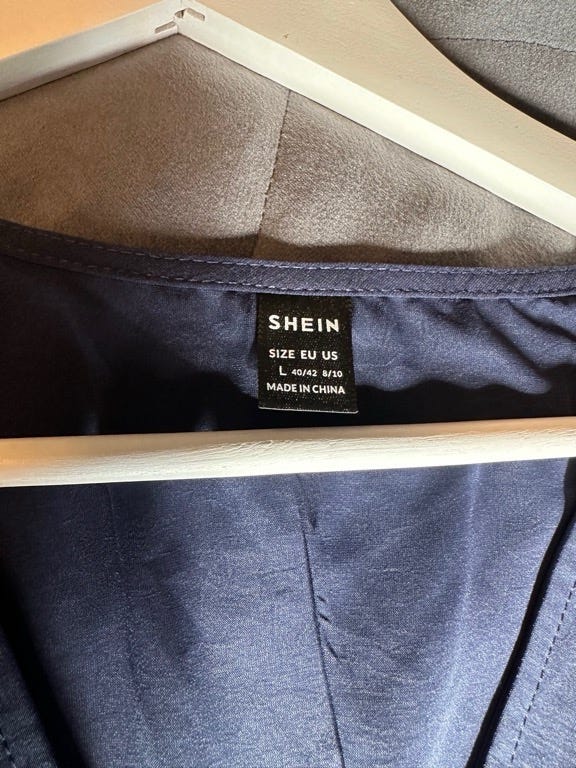 SHEIN
SIZE EU US
L 40/42 8/10
MADE IN CHINA